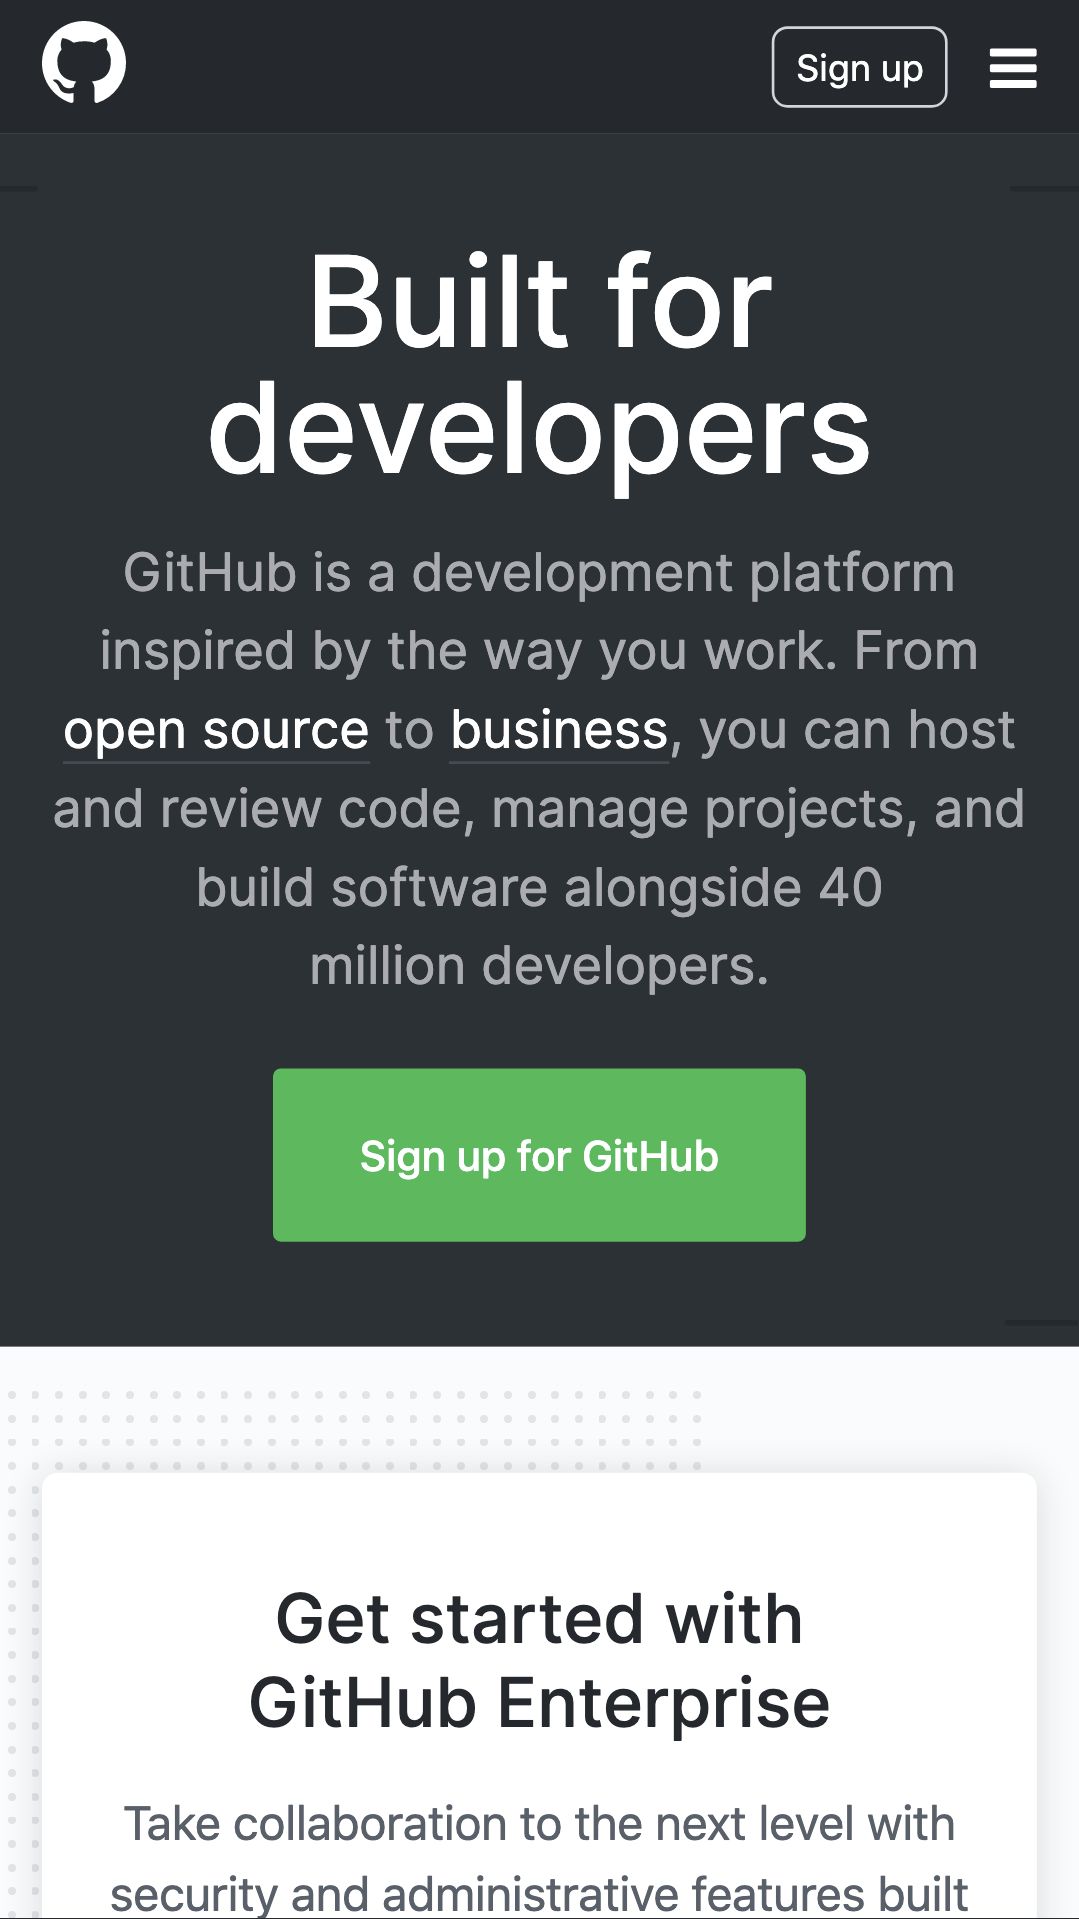 Sign up
Built for
developers
GitHub is a development platform
inspired by the way you work. From
open source to business, you can host
and review code, manage projects, and
build software alongside 40
million developers.
Sign up for GitHub
Get started with
GitHub Enterprise
Take collaboration to the next level with
security and administrative features built